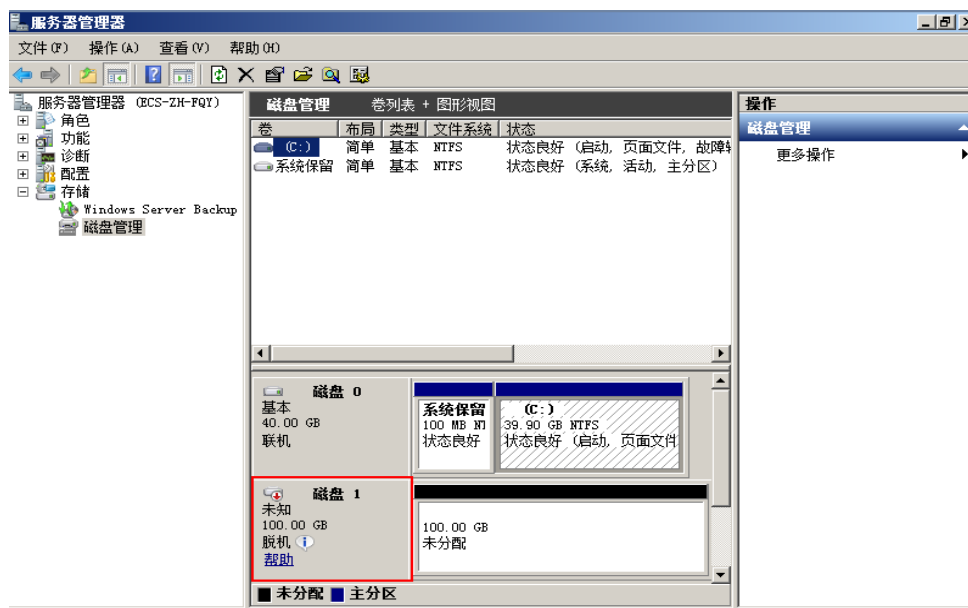 服务器管理器
文件(F) 操作(A) 查看(V) 帮助(H)
服务器管理器 (ECS-ZH-FQY)
角色
功能
诊断
配置
存储
Windows Server Backup
磁盘管理
磁盘管理 卷列表 + 图形视图
卷 布局 类型 文件系统 状态
(C:) 简单 基本 NTFS 状态良好 (启动, 页面文件, 故障转
系统保留 简单 基本 NTFS 状态良好 (系统, 活动, 主分区)
磁盘 0
基本
40.00 GB
联机
系统保留
100 MB NT
状态良好
(C:)
39.90 GB NTFS
状态良好 (启动, 页面文件
磁盘 1
未知
100.00 GB
脱机
帮助
100.00 GB
未分配
未分配 主分区
操作
磁盘管理
更多操作